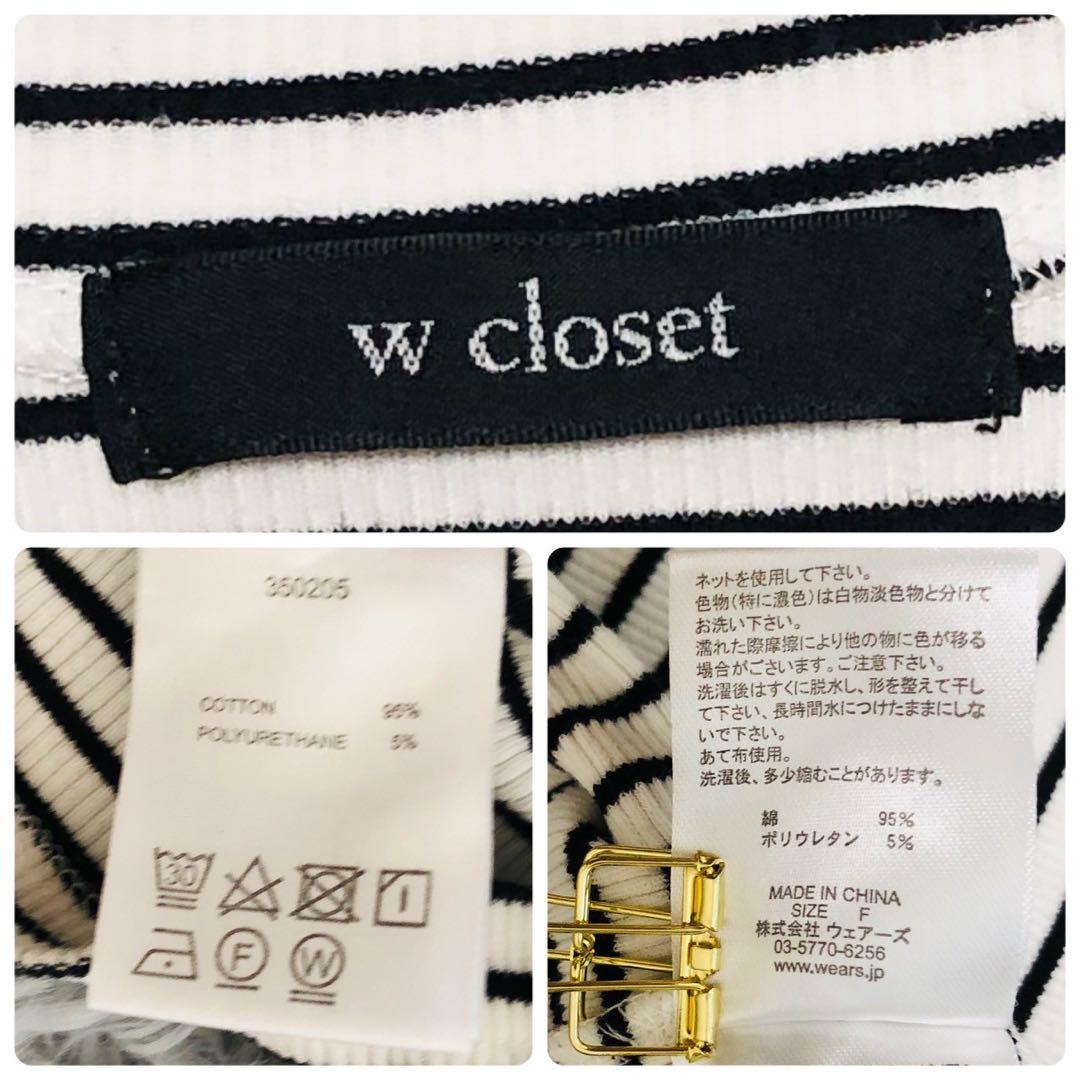 w closet
350205
COTTON 95%
POLYURETHANE 5%
30
F
W
ネットを使用して下さい。
色物(特に濃色)は白物淡色物と分けて
お洗い下さい。
濡れた際摩擦により他の物に色が移る
場合がございます。ご注意下さい。
洗濯後はすぐに脱水し、形を整えて干し
て下さい、長時間水につけたままにしな
いで下さい。
あて布使用。
洗濯後、多少縮むことがあります。
綿 95%
ポリウレタン 5%
MADE IN CHINA
SIZE F
株式会社 ウェアーズ
03-5770-6256
www.wears.jp